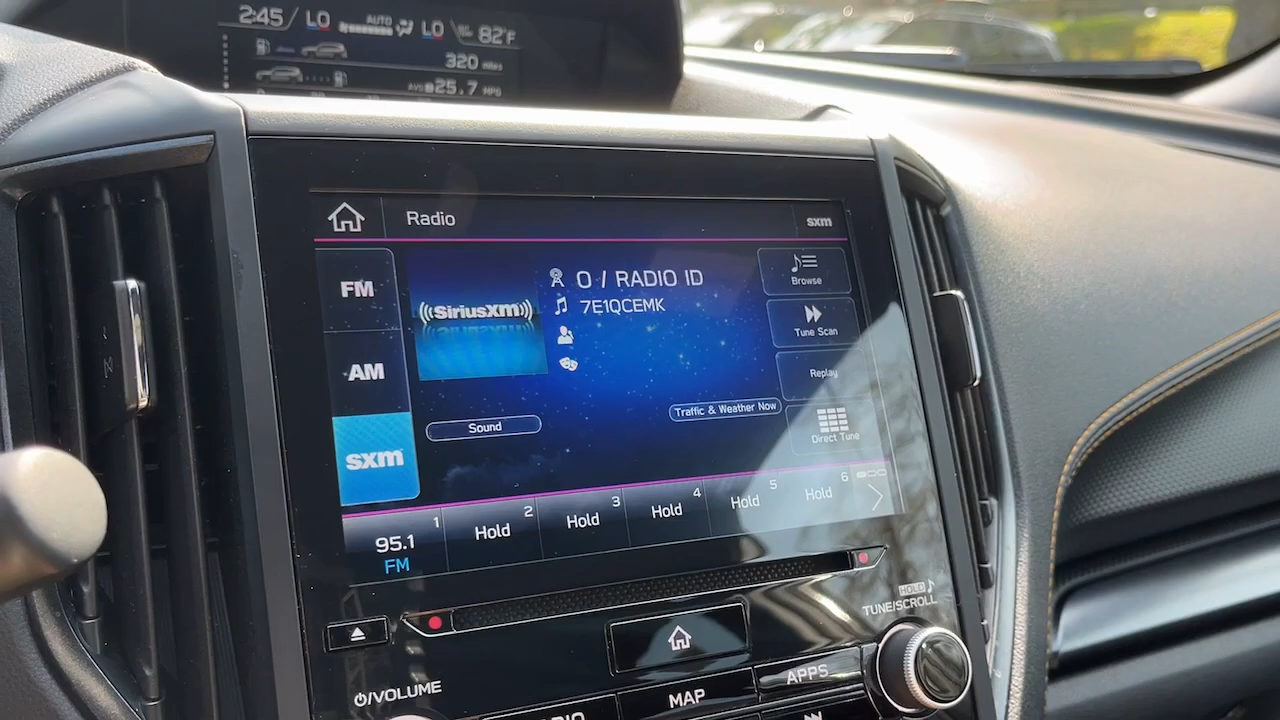 2:45 LO AUTO LO 82°F
320 miles
AVG 25.7 MPG
Radio
sxm
FM
AM
sxm
((SiriusXM))
0 / RADIO ID
7E1QCEMK
Browse
Tune Scan
Replay
Direct Tune
Sound
Traffic & Weather Now
1
95.1
FM
2
Hold
3
Hold
4
Hold
5
Hold
6
Hold
HOLD
TUNE/SCROLL
/VOLUME
MAP
APPS